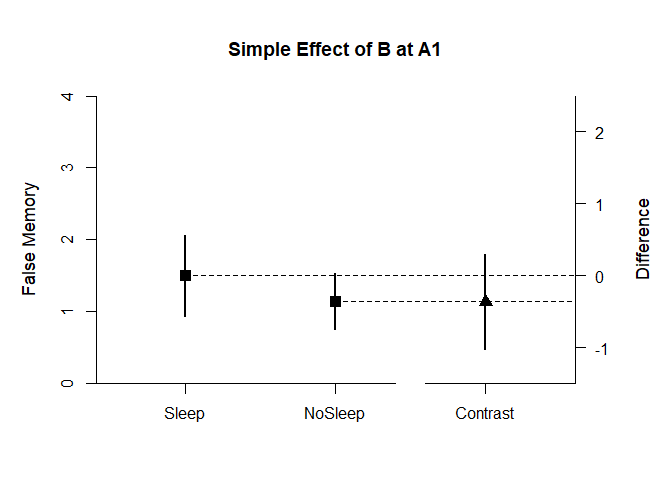 Simple Effect of B at A1
False Memory
4
3
2
1
0
2
1
0
-1
Difference
Sleep NoSleep Contrast